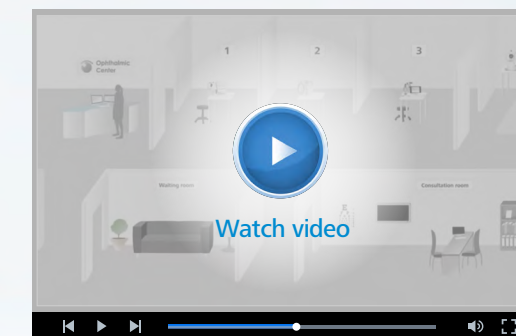 1
2
3
Ophthalmic
Center
Waiting room
Consultation room
Watch video